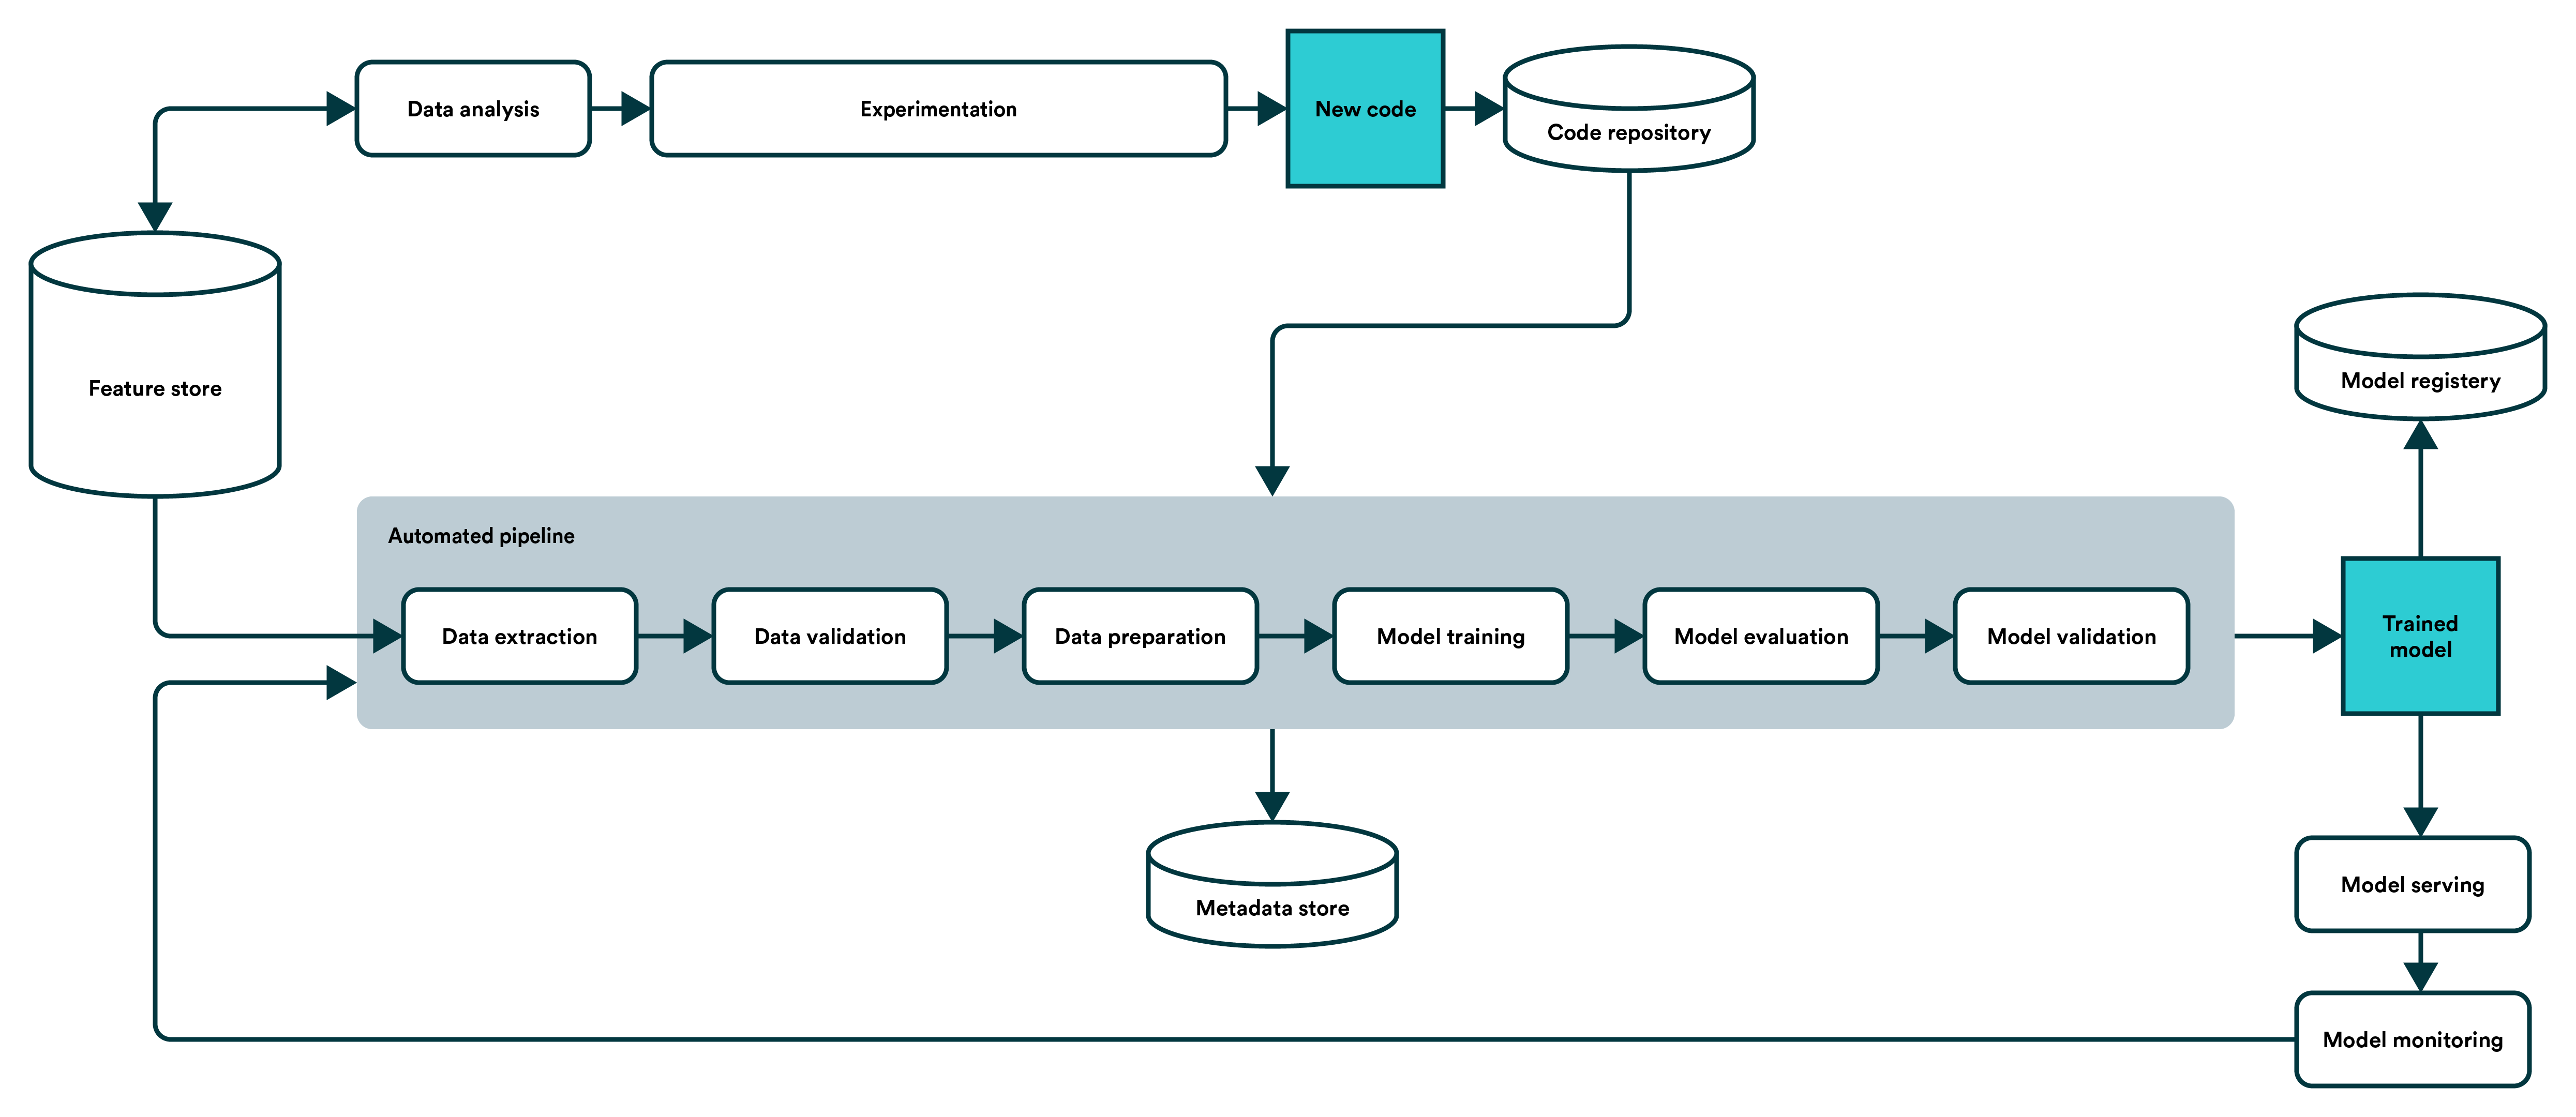 Data analysis
Experimentation
New code
Code repository
Feature store
Model registery
Automated pipeline
Data extraction
Data validation
Data preparation
Model training
Model evaluation
Model validation
Trained
model
Metadata store
Model serving
Model monitoring